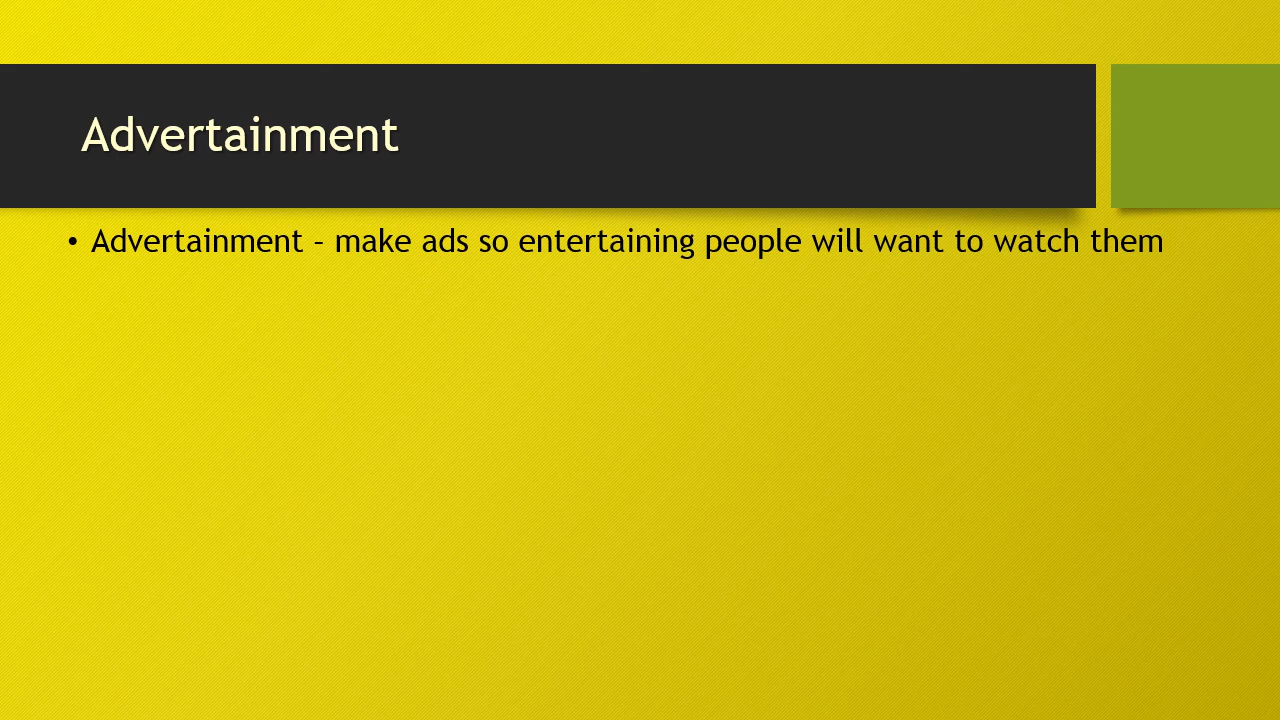 Advertainment
• Advertainment – make ads so entertaining people will want to watch them